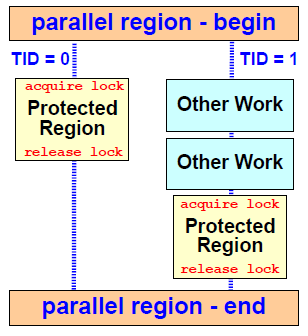 parallel region - begin
TID = 0
TID = 1
acquire lock
Protected
Region
release lock
Other Work
Other Work
acquire lock
Protected
Region
release lock
parallel region - end